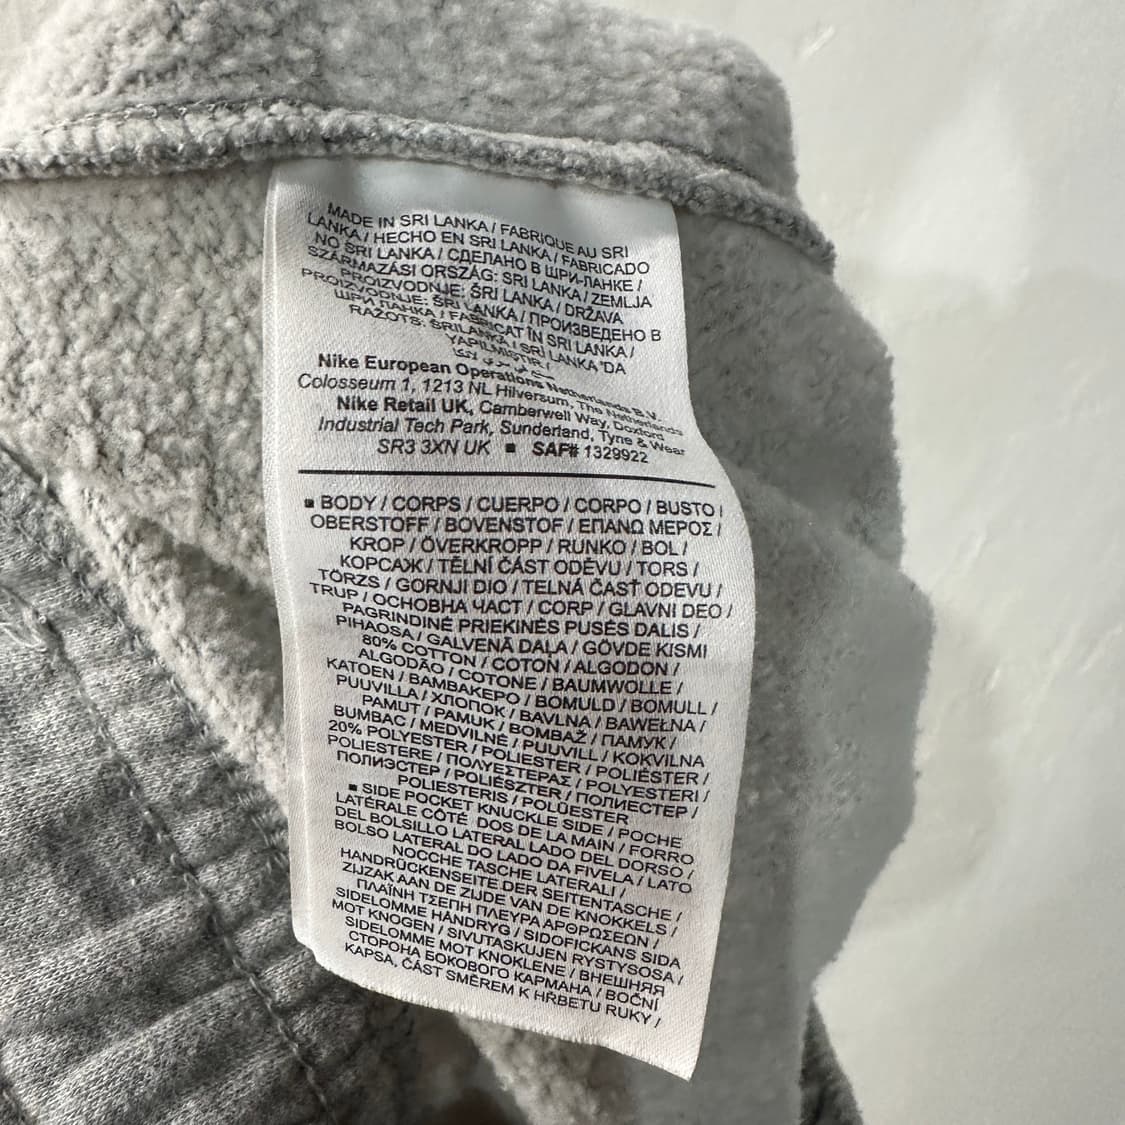 MADE IN SRI LANKA / FABRIQUE AU SRI
LANKA / HECHO EN SRI LANKA / FABRICADO
NO SRI LANKA / СДЕЛАНО В ШРИ-ЛАНКЕ /
SZÁRMAZÁSI ORSZÁG: SRI LANKA / ZEMLJA
PROIZVODNJE: ŠRI LANKA / DRŽAVA
PROIZVODNJE: ŠRI LANKA / ПРОИЗВЕДЕНО В
ШРИ ЛАНКА / FABRICAT ÎN SRI LANKA /
RAŽOTS: ŠRILANKA / SRI LANKA 'DA
YAPILMIŞTIR /
Nike European Operations Netherlands B.V.
Colosseum 1, 1213 NL Hilversum, The Netherlands
Nike Retail UK, Camberwell Way, Doxford
Industrial Tech Park, Sunderland, Tyne & Wear
SR3 3XN UK ▪ SAF# 1329922
▪ BODY / CORPS / CUERPO / CORPO / BUSTO /
OBERSTOFF / BOVENSTOF / ΕΠΑΝΩ ΜΕΡΟΣ /
KROP / ÖVERKROPP / RUNKO / BOL /
КОРСАЖ / TĚLNÍ ČÁST ODĚVU / TORS /
TÖRZS / GORNJI DIO / TELNÁ ČASŤ ODEVU /
TRUP / ОСНОВНА ЧАСТ / CORP / GLAVNI DEO /
PAGRINDINĖ PRIEKINĖS PUSĖS DALIS /
PIHAOSA / GALVENĀ DAĻA / GÖVDE KISMI
80% COTTON / COTON / ALGODON /
ALGODÃO / COTONE / BAUMWOLLE /
KATOEN / ΒΑΜΒΑΚΕΡΟ / BOMULD / BOMULL /
PUUVILLA / ХЛОПОК / BAVLNA / BAWEŁNA /
PAMUT / PAMUK / BOMBAŽ / ПАМУК /
BUMBAC / MEDVILNĖ / PUUVILL / KOKVILNA
20% POLYESTER / POLIESTER / POLIÉSTER /
POLIESTERE / ΠΟΛΥΕΣΤΕΡΑΣ / POLYESTERI /
ПОЛИЭСТЕР / POLIÉSZTER / ПОЛИЕСТЕР /
POLIESTERIS / POLÜESTER
▪ SIDE POCKET KNUCKLE SIDE / POCHE
LATÉRALE CÔTÉ DOS DE LA MAIN / FORRO
DEL BOLSILLO LATERAL LADO DEL DORSO /
BOLSO LATERAL DO LADO DA FIVELA / LATO
NOCCHE TASCHE LATERALI /
HANDRÜCKENSEITE DER SEITENTASCHE /
ZIJZAK AAN DE ZIJDE VAN DE KNOKKELS /
ΠΛΑΪΝΗ ΤΣΕΠΗ ΠΛΕΥΡΑ ΑΡΘΡΩΣΕΩΝ /
SIDELOMME HÅNDRYG / SIDOFICKANS SIDA
MOT KNOGEN / SIVUTASKUJEN RYSTYSOSA /
SIDELOMME MOT KNOKLENE / ВНЕШНЯЯ
СТОРОНА БОКОВОГО КАРМАНА / BOČNÍ
KAPSA, ČÁST SMĚREM K HŘBETU RUKY /